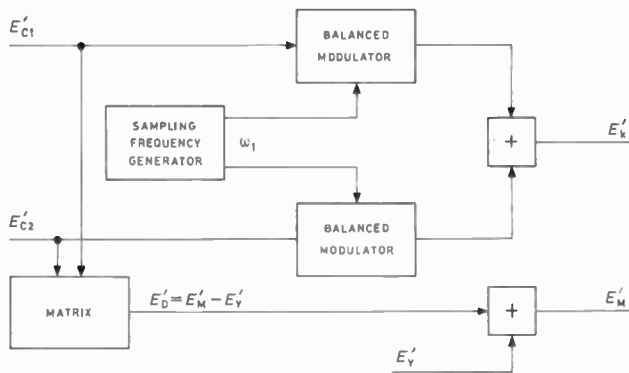 E'C1
BALANCED
MODULATOR
SAMPLING
FREQUENCY
GENERATOR
ω1
+
E'k
E'C2
BALANCED
MODULATOR
MATRIX
E'D = E'M − E'Y
+
E'M
E'Y